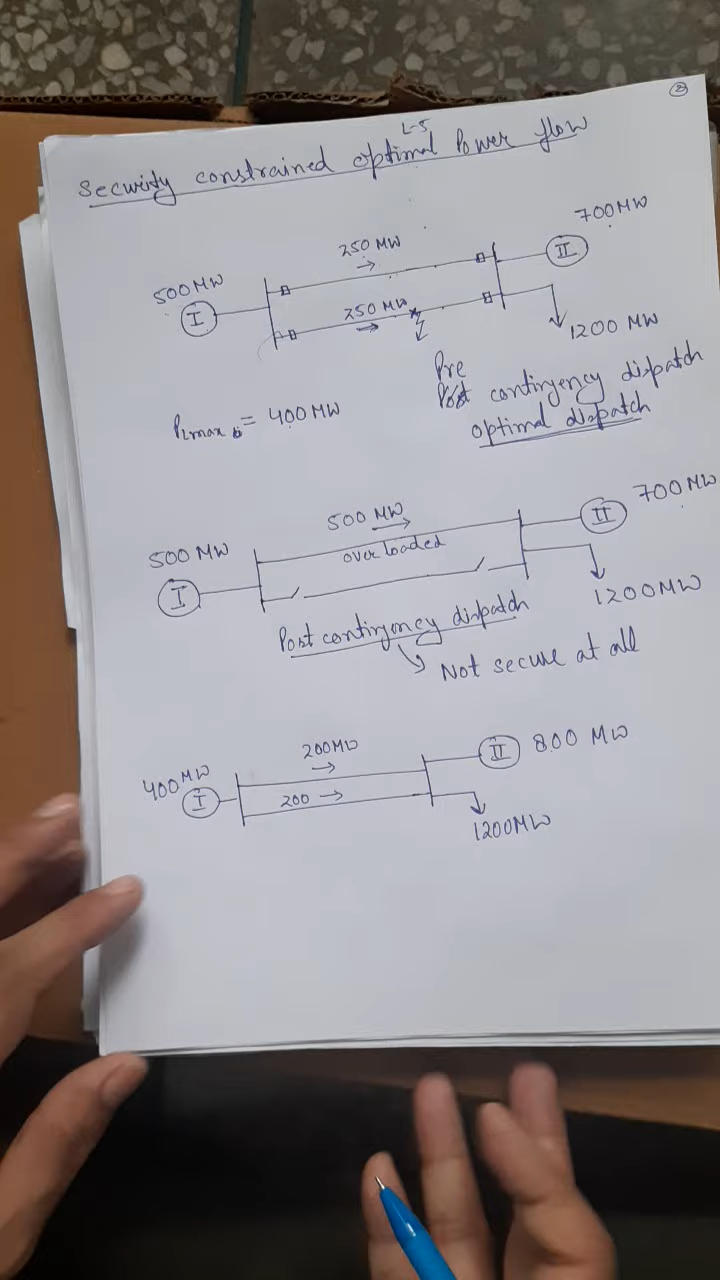 2
L-5
Security constrained optimal Power flow
700 MW
250 MW
500 MW
II
I
250 MW
1200 MW
Pre
Post contingency dispatch
PLmax = 400 MW
optimal dispatch
700 MW
500 MW
II
500 MW
over loaded
I
1200 MW
Post contingency dispatch
Not secure at all
200 MW
II 800 MW
400 MW
I
200
1200 MW